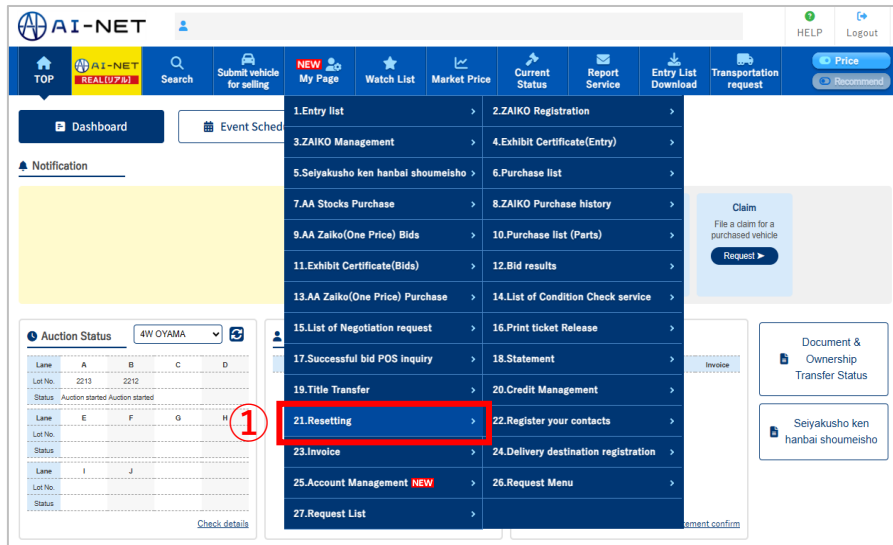 AI-NET
HELP
Logout
TOP
AI-NET
REAL[リアル]
Search
Submit vehicle
for selling
NEW
My Page
Watch List
Market Price
Current
Status
Report
Service
Entry List
Download
Transportation
request
Price
Recommend
Dashboard
Event Sched
Notification
1.Entry list
2.ZAIKO Registration
3.ZAIKO Management
4.Exhibit Certificate(Entry)
5.Seiyakusho ken hanbai shoumeisho
6.Purchase list
7.AA Stocks Purchase
8.ZAIKO Purchase history
9.AA Zaiko(One Price) Bids
10.Purchase list (Parts)
11.Exhibit Certificate(Bids)
12.Bid results
13.AA Zaiko(One Price) Purchase
14.List of Condition Check service
15.List of Negotiation request
16.Print ticket Release
17.Successful bid POS inquiry
18.Statement
19.Title Transfer
20.Credit Management
①
21.Resetting
22.Register your contacts
23.Invoice
24.Delivery destination registration
25.Account Management NEW
26.Request Menu
27.Request List
Claim
File a claim for a
purchased vehicle
Request ➤
Auction Status
4W OYAMA
Lane A B C D
Lot No. 2213 2212
Status Auction started Auction started
Lane E F G H
Lot No.
Status
Lane I J
Lot No.
Status
Check details
Invoice
ement confirm
Document &
Ownership
Transfer Status
Seiyakusho ken
hanbai shoumeisho